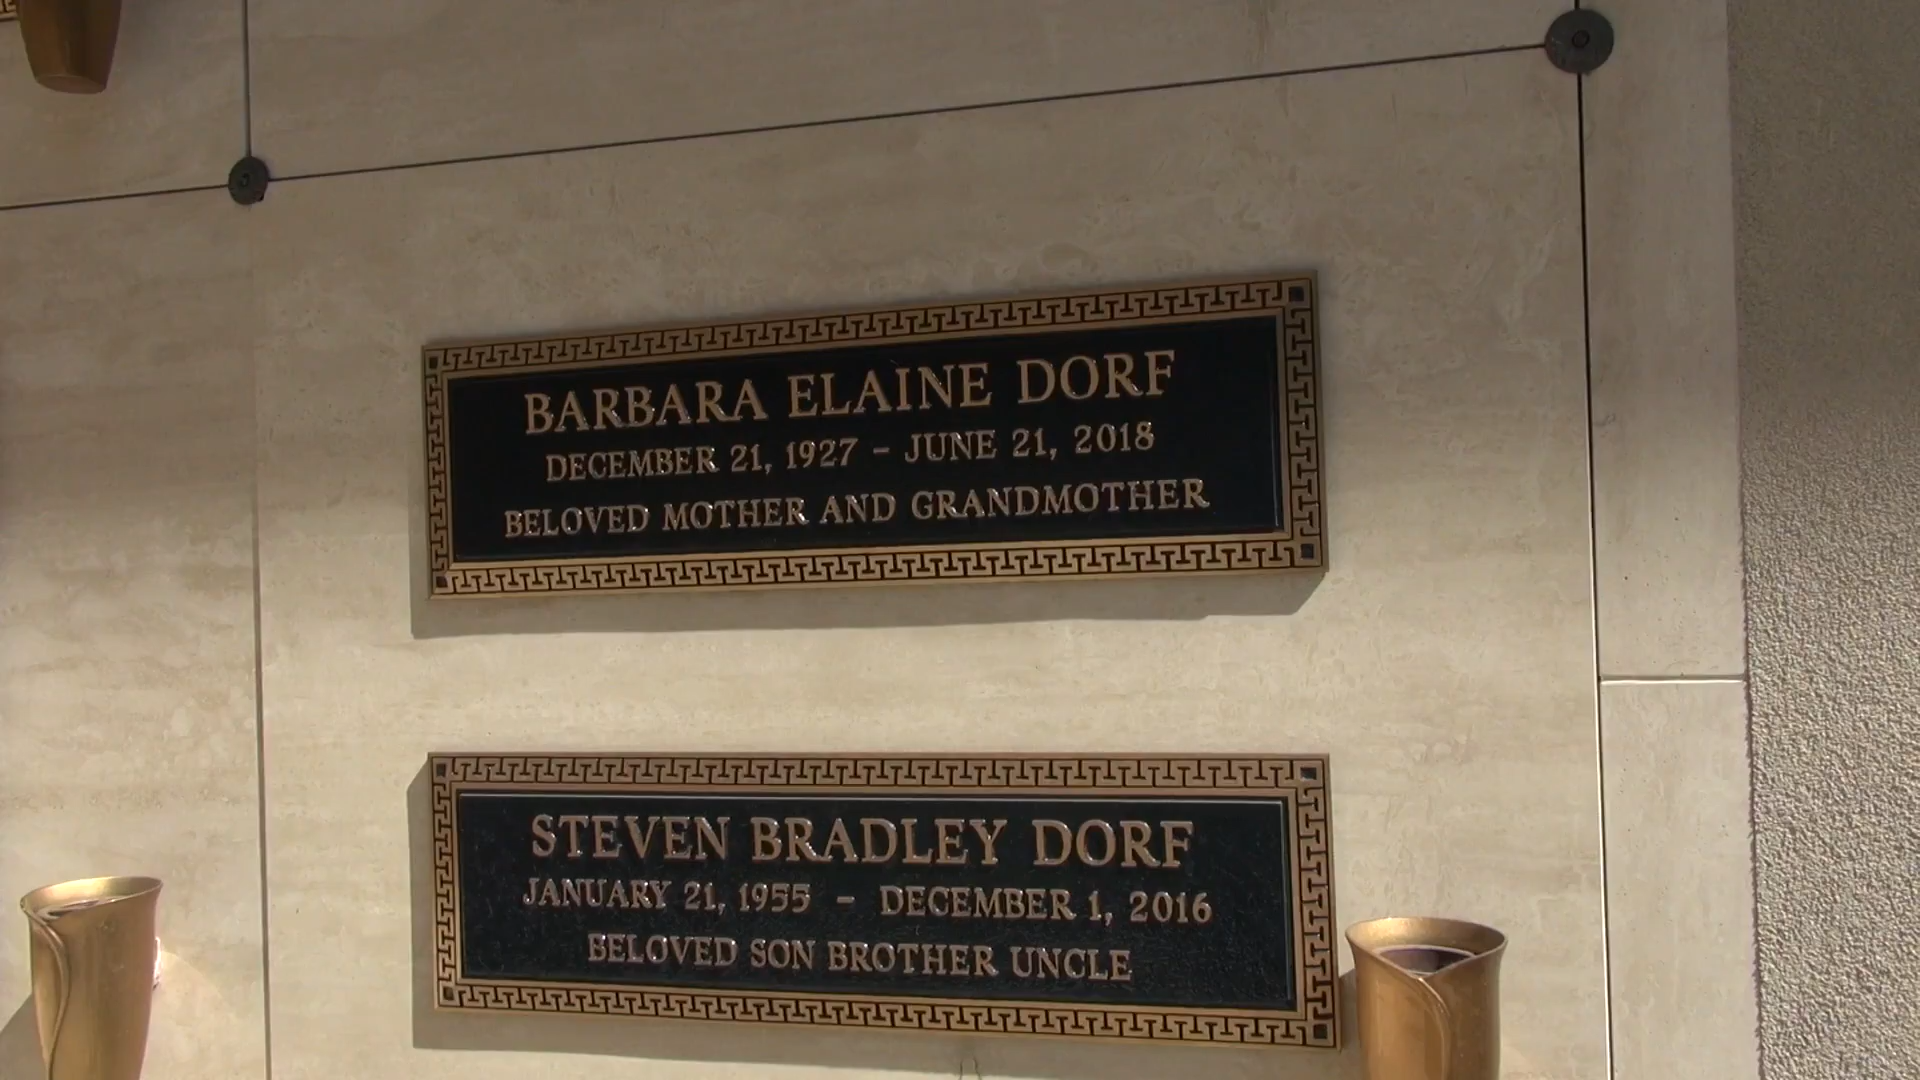 BARBARA ELAINE DORF
DECEMBER 21, 1927 – JUNE 21, 2018
BELOVED MOTHER AND GRANDMOTHER
STEVEN BRADLEY DORF
JANUARY 21, 1955 – DECEMBER 1, 2016
BELOVED SON BROTHER UNCLE